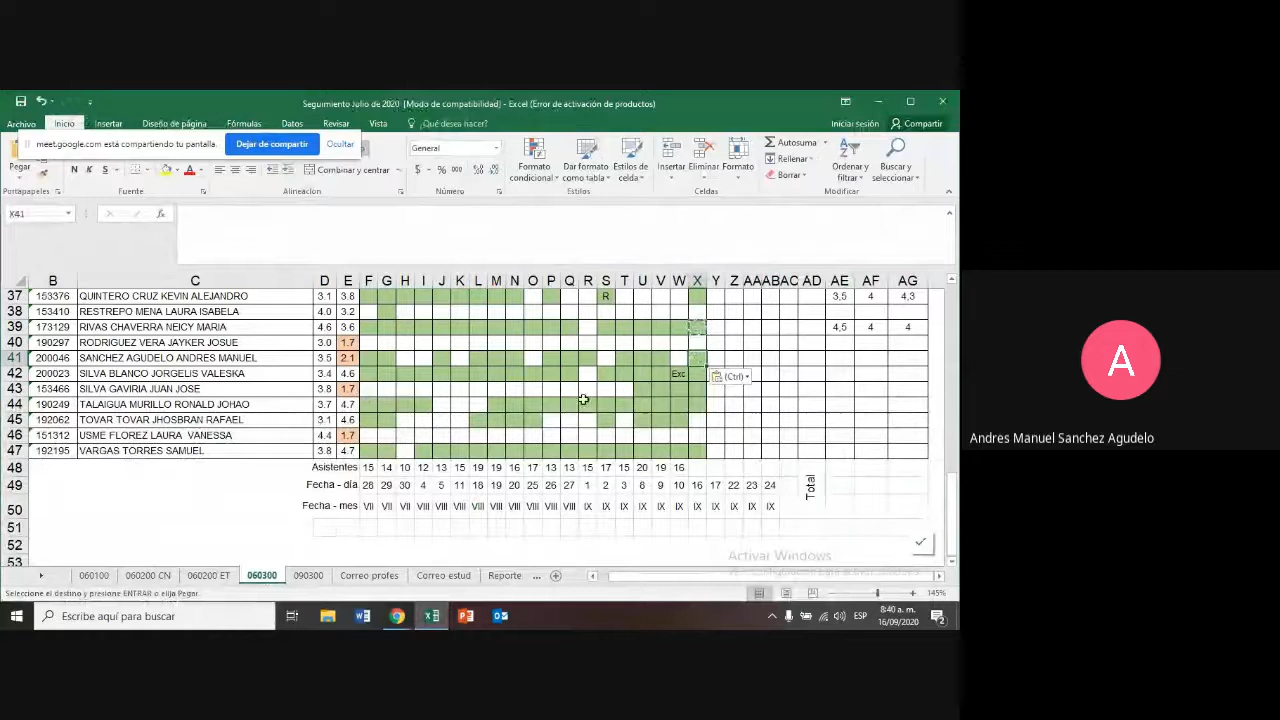 Seguimiento Julio de 2020 [Modo de compatibilidad] - Excel (Error de activación de productos)
Archivo Inicio Insertar Diseño de página Fórmulas Datos Revisar Vista ¿Qué desea hacer? Iniciar sesión Compartir
meet.google.com está compartiendo tu pantalla. Dejar de compartir Ocultar
General
Pegar N K S Combinar y centrar $ % 000
Formato condicional Dar formato como tabla Estilos de celda Insertar Eliminar Formato
Autosuma Rellenar Borrar Ordenar y filtrar Buscar y seleccionar
Portapapeles Fuente Alineación Número Estilos Celdas Modificar
X41 fx
B C D E F G H I J K L M N O P Q R S T U V W X Y Z AA AB AC AD AE AF AG
37 153376 QUINTERO CRUZ KEVIN ALEJANDRO 3.1 3.8 R 3,5 4 4,3
38 153410 RESTREPO MENA LAURA ISABELA 4.0 3.2
39 173129 RIVAS CHAVERRA NEICY MARIA 4.6 3.6 4,5 4 4
40 190297 RODRIGUEZ VERA JAYKER JOSUE 3.0 1.7
41 200046 SANCHEZ AGUDELO ANDRES MANUEL 3.5 2.1
42 200023 SILVA BLANCO JORGELIS VALESKA 3.4 4.6 Exc
(Ctrl)
43 153466 SILVA GAVIRIA JUAN JOSE 3.8 1.7
44 190249 TALAIGUA MURILLO RONALD JOHAO 3.7 4.7
45 192062 TOVAR TOVAR JHOSBRAN RAFAEL 3.1 4.6
46 151312 USME FLOREZ LAURA VANESSA 4.4 1.7
47 192195 VARGAS TORRES SAMUEL 3.8 4.7
48 Asistentes 15 14 10 12 13 15 19 19 16 17 13 13 15 17 15 20 19 16
49 Fecha - día 28 29 30 4 5 11 18 19 20 25 26 27 1 2 3 8 9 10 16 17 22 23 24 Total
50 Fecha - mes VII VII VII VIII VIII VIII VIII VIII VIII VIII VIII VIII IX IX IX IX IX IX IX IX IX IX IX
51
52
53
Activar Windows
060100 060200 CN 060200 ET 060300 090300 Correo profes Correo estud Reporte ...
Seleccione el destino y presione ENTRAR o elija Pegar 145%
Escribe aquí para buscar ESP 8:40 a. m.
16/09/2020 2
A
Andres Manuel Sanchez Agudelo